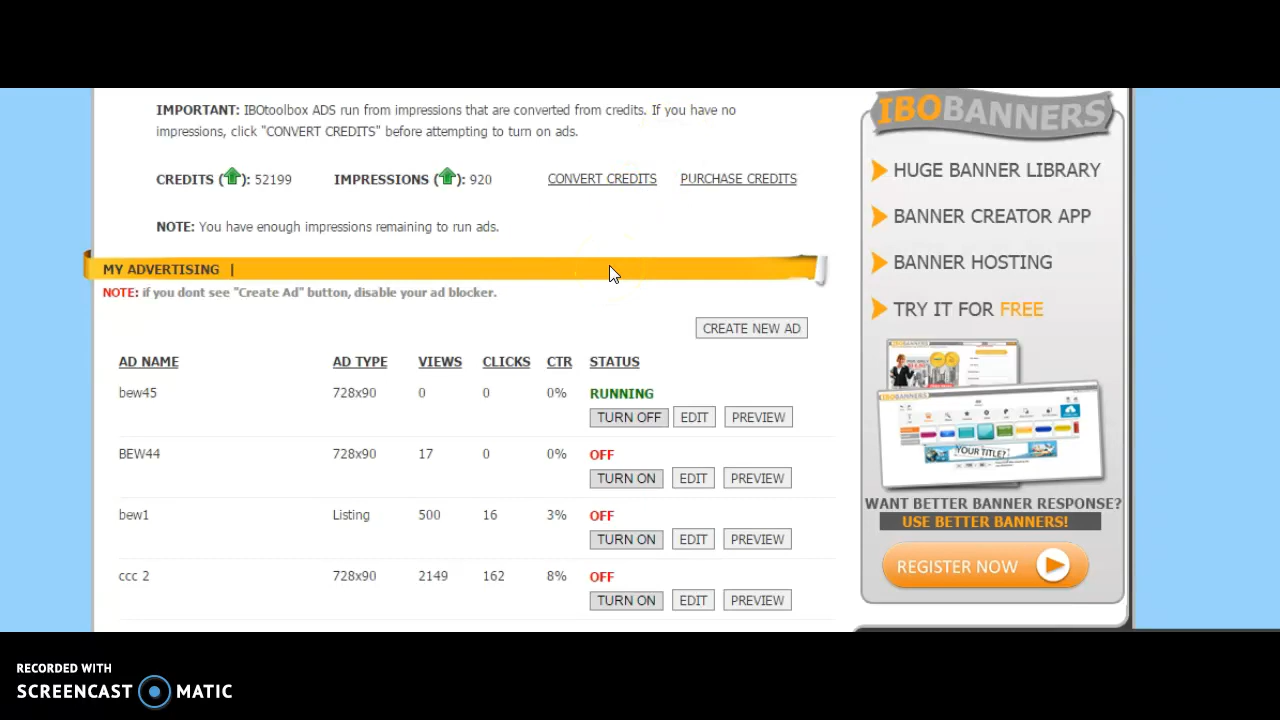 IMPORTANT: IBOtoolbox ADS run from impressions that are converted from credits. If you have no
impressions, click "CONVERT CREDITS" before attempting to turn on ads.
CREDITS ( ): 52199 IMPRESSIONS ( ): 920 CONVERT CREDITS PURCHASE CREDITS
NOTE: You have enough impressions remaining to run ads.
MY ADVERTISING |
NOTE: if you dont see "Create Ad" button, disable your ad blocker.
CREATE NEW AD
AD NAME AD TYPE VIEWS CLICKS CTR STATUS
bew45 728x90 0 0 0% RUNNING
TURN OFF EDIT PREVIEW
BEW44 728x90 17 0 0% OFF
TURN ON EDIT PREVIEW
bew1 Listing 500 16 3% OFF
TURN ON EDIT PREVIEW
ccc 2 728x90 2149 162 8% OFF
TURN ON EDIT PREVIEW
IBOBANNERS
HUGE BANNER LIBRARY
BANNER CREATOR APP
BANNER HOSTING
TRY IT FOR FREE
YOUR TITLE?
WANT BETTER BANNER RESPONSE?
USE BETTER BANNERS!
REGISTER NOW
RECORDED WITH
SCREENCAST MATIC